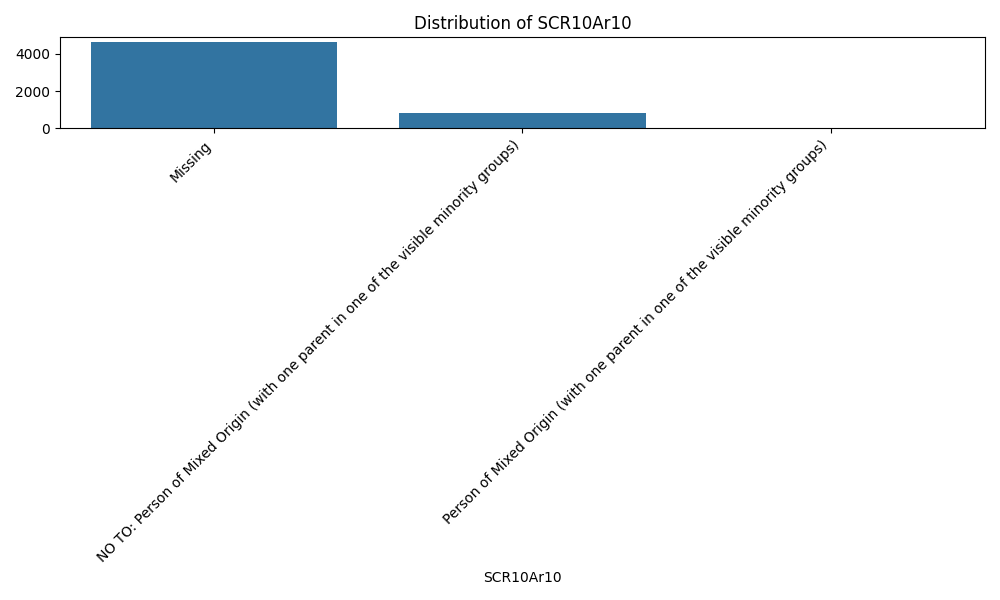 Distribution of SCR10Ar10
4000
2000
0
Missing
NO TO: Person of Mixed Origin (with one parent in one of the visible minority groups)
Person of Mixed Origin (with one parent in one of the visible minority groups)
SCR10Ar10